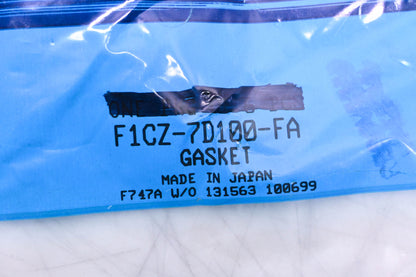 F1CZ-7D100-FA
GASKET
MADE IN JAPAN
F747A W/O 131563 100699